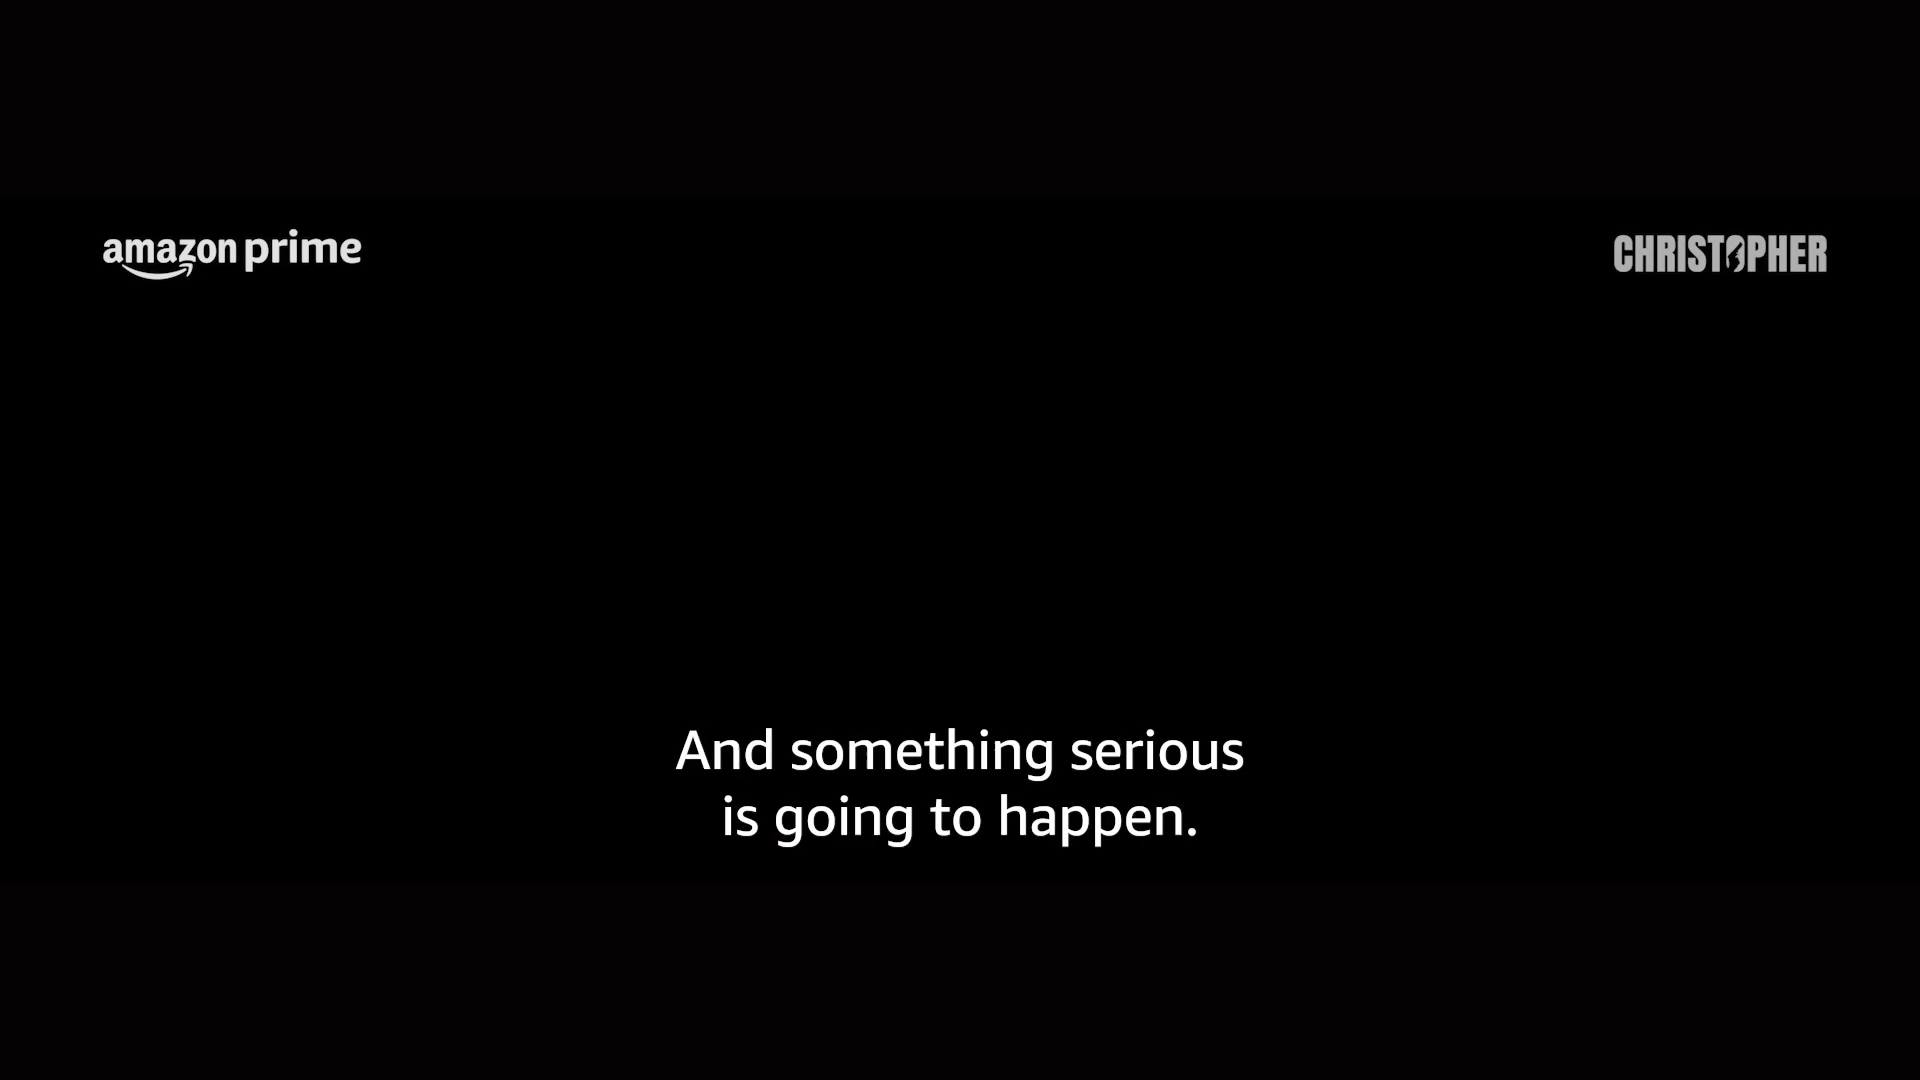 amazon prime
CHRISTOPHER
And something serious
is going to happen.